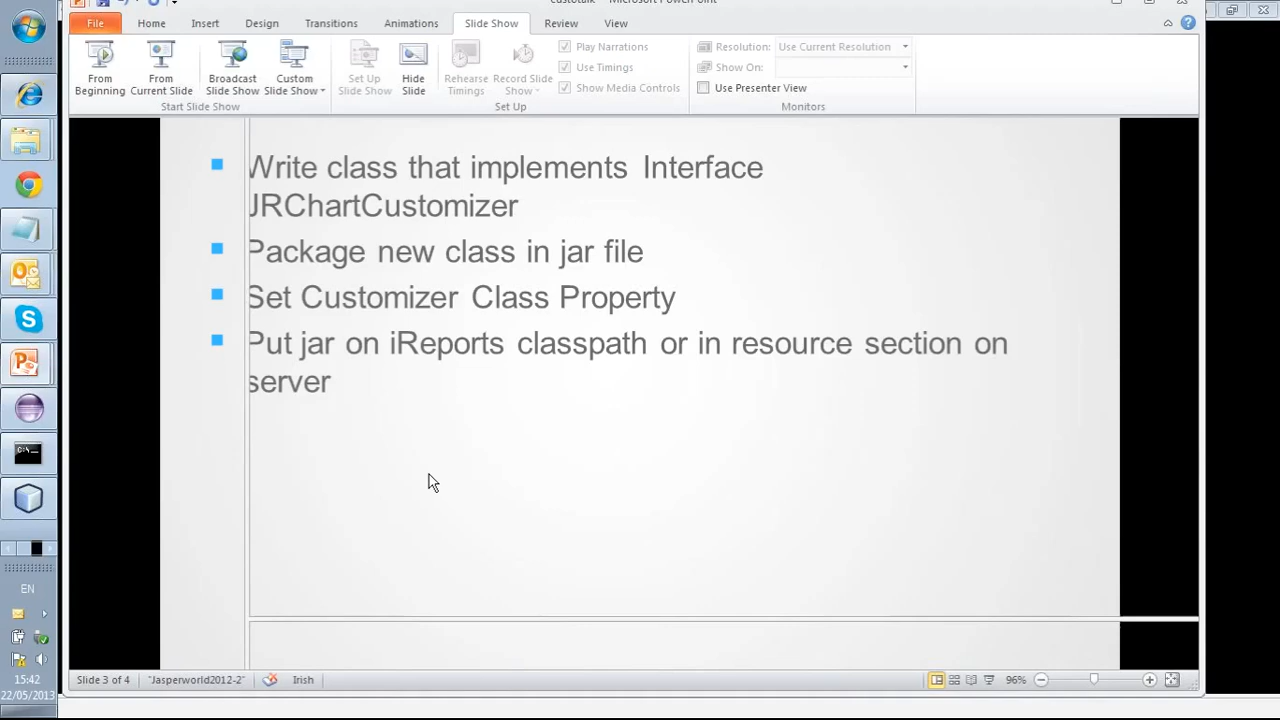 File Home Insert Design Transitions Animations Slide Show Review View
From Beginning
From Current Slide
Broadcast Slide Show
Custom Slide Show
Set Up Slide Show
Hide Slide
Rehearse Timings
Record Slide Show
Play Narrations
Use Timings
Show Media Controls
Resolution: Use Current Resolution
Show On:
Use Presenter View
Start Slide Show Set Up Monitors
Write class that implements Interface
JRChartCustomizer
Package new class in jar file
Set Customizer Class Property
Put jar on iReports classpath or in resource section on
server
EN
15:42
22/05/2013
Slide 3 of 4 "Jasperworld2012-2" Irish 96%